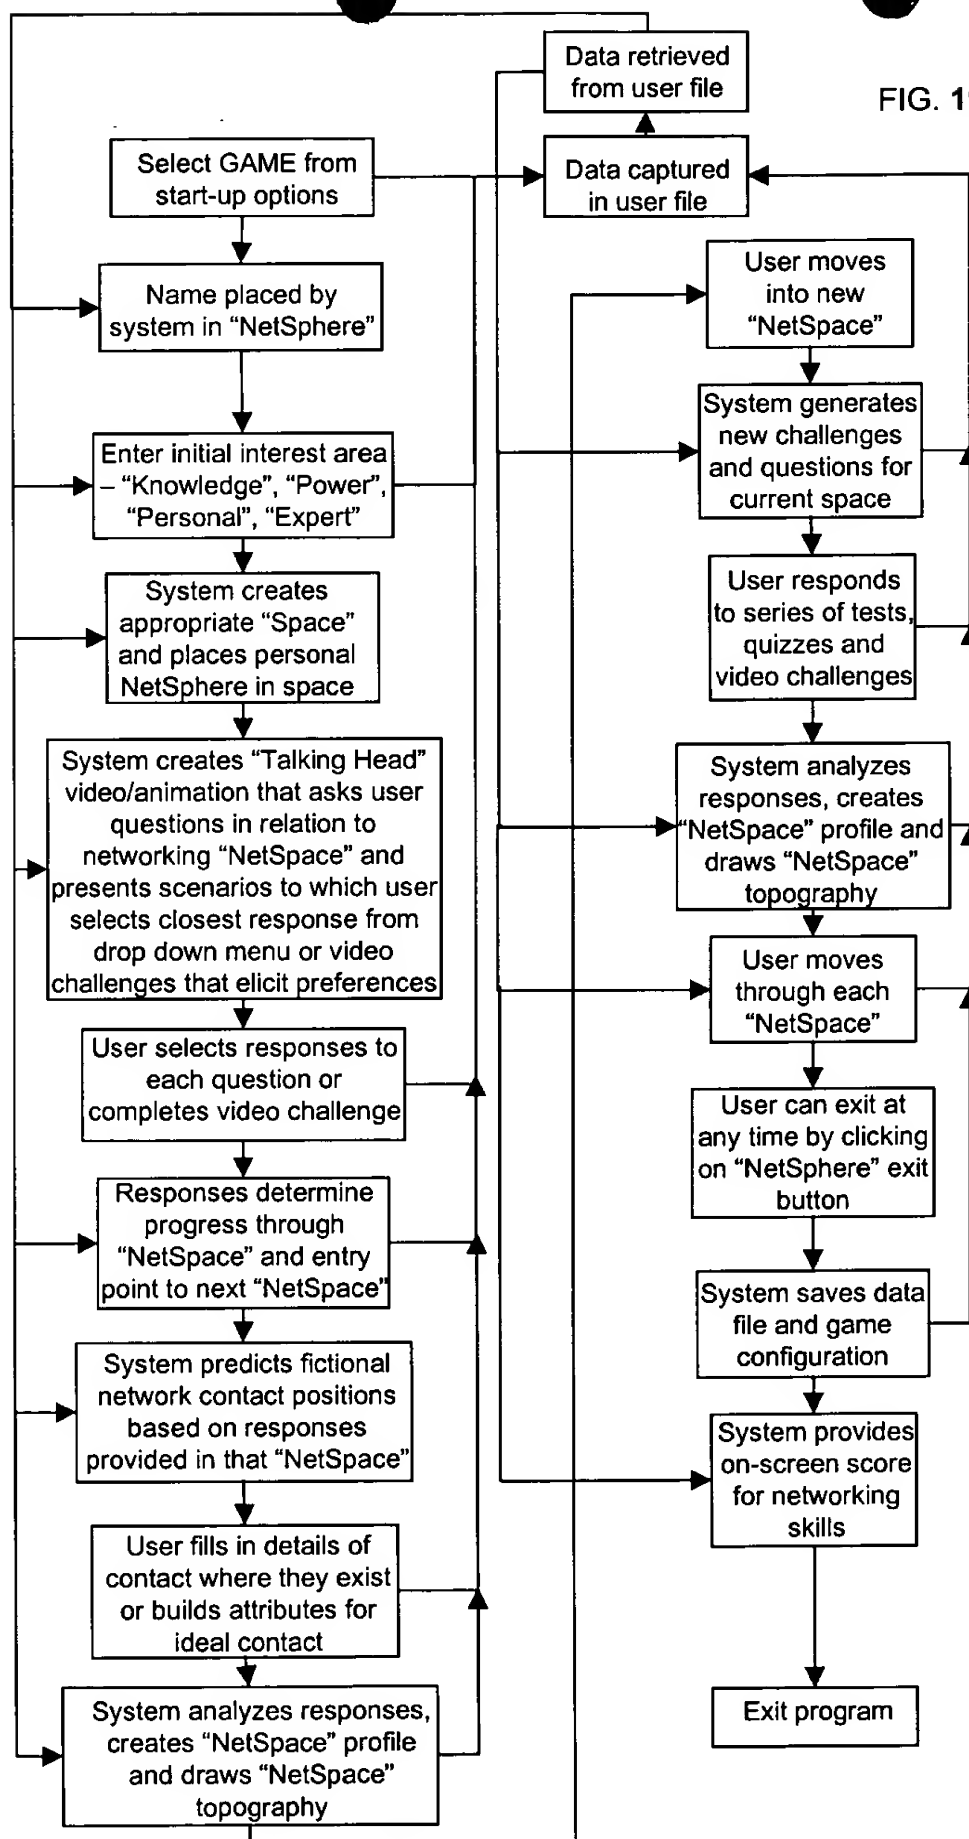 Data retrieved
from user file
FIG. 1
Select GAME from
start-up options
Data captured
in user file
Name placed by
system in “NetSphere”
Enter initial interest area
– “Knowledge”, “Power”,
“Personal”, “Expert”
System creates
appropriate “Space”
and places personal
NetSphere in space
System creates “Talking Head”
video/animation that asks user
questions in relation to
networking “NetSpace” and
presents scenarios to which user
selects closest response from
drop down menu or video
challenges that elicit preferences
User selects responses to
each question or
completes video challenge
Responses determine
progress through
“NetSpace” and entry
point to next “NetSpace”
System predicts fictional
network contact positions
based on responses
provided in that “NetSpace”
User fills in details of
contact where they exist
or builds attributes for
ideal contact
System analyzes responses,
creates “NetSpace” profile
and draws “NetSpace”
topography
User moves
into new
“NetSpace”
System generates
new challenges
and questions for
current space
User responds
to series of tests,
quizzes and
video challenges
System analyzes
responses, creates
“NetSpace” profile and
draws “NetSpace”
topography
User moves
through each
“NetSpace”
User can exit at
any time by clicking
on “NetSphere” exit
button
System saves data
file and game
configuration
System provides
on-screen score
for networking
skills
Exit program